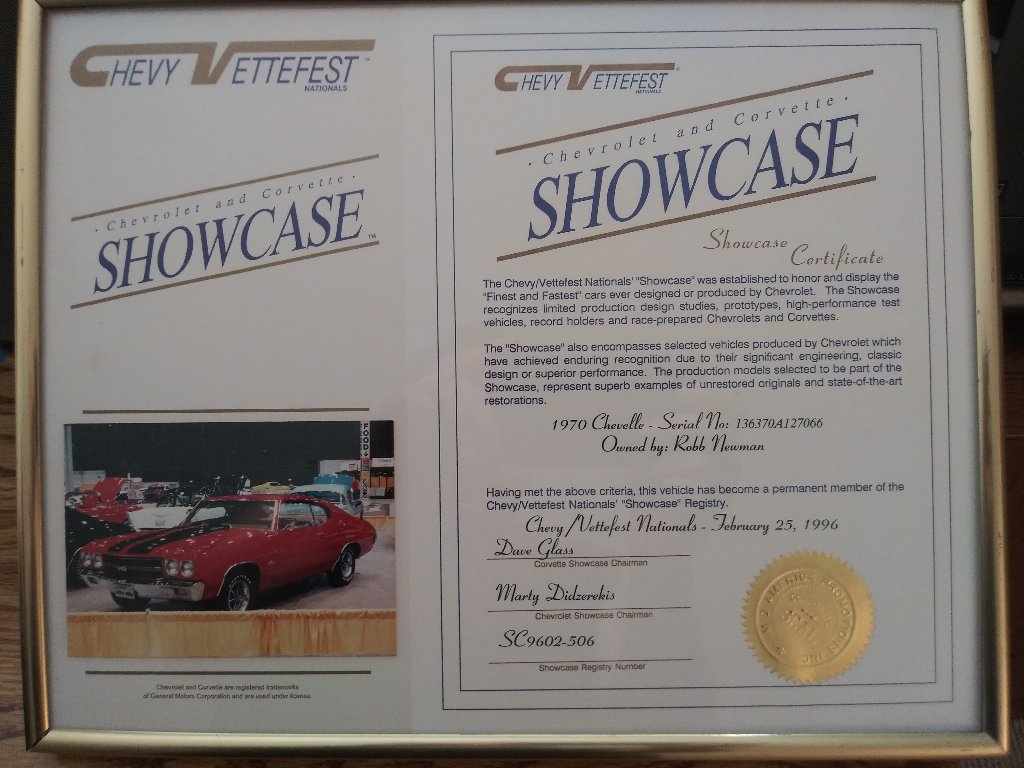 CHEVY VETTEFEST™
NATIONALS
· Chevrolet and Corvette ·
SHOWCASE™
FOOD
SS
Chevrolet and Corvette are registered trademarks
of General Motors Corporation and are used under license.
CHEVY VETTEFEST®
NATIONALS
· Chevrolet and Corvette ·
SHOWCASE
Showcase
Certificate
The Chevy/Vettefest Nationals' "Showcase" was established to honor and display the
"Finest and Fastest" cars ever designed or produced by Chevrolet. The Showcase
recognizes limited production design studies, prototypes, high-performance test
vehicles, record holders and race-prepared Chevrolets and Corvettes.
The "Showcase" also encompasses selected vehicles produced by Chevrolet which
have achieved enduring recognition due to their significant engineering, classic
design or superior performance. The production models selected to be part of the
Showcase, represent superb examples of unrestored originals and state-of-the-art
restorations.
1970 Chevelle - Serial No: 136370A127066
Owned by: Robb Newman
Having met the above criteria, this vehicle has become a permanent member of the
Chevy/Vettefest Nationals' "Showcase" Registry.
Chevy/Vettefest Nationals - February 25, 1996
Dave Glass
Corvette Showcase Chairman
Marty Didzerekis
Chevrolet Showcase Chairman
SC9602-506
Showcase Registry Number
INC
SEAL